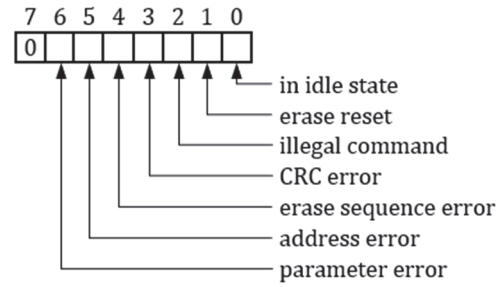 7 6 5 4 3 2 1 0
0
in idle state
erase reset
illegal command
CRC error
erase sequence error
address error
parameter error